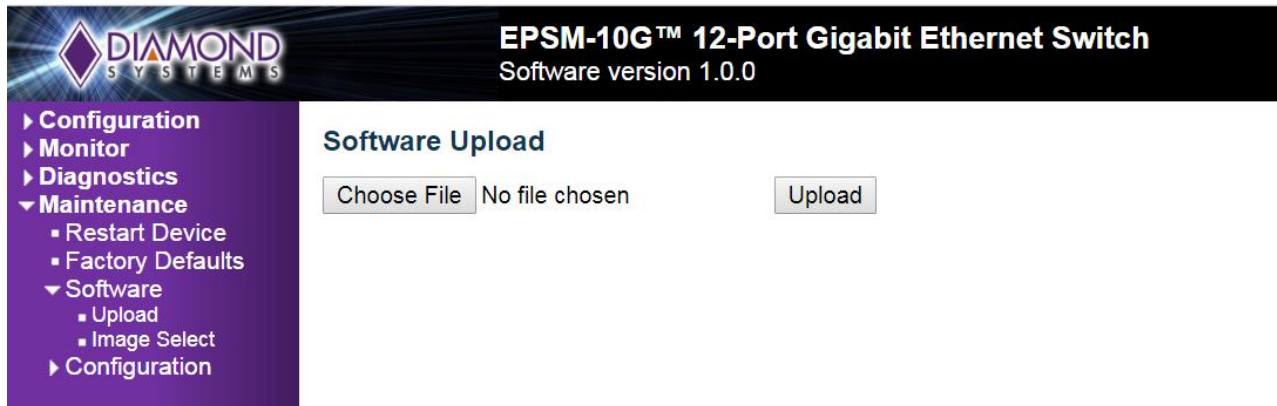 DIAMOND
SYSTEMS
EPSM-10G™ 12-Port Gigabit Ethernet Switch
Software version 1.0.0
Configuration
Monitor
Diagnostics
Maintenance
Restart Device
Factory Defaults
Software
Upload
Image Select
Configuration
Software Upload
Choose File No file chosen Upload